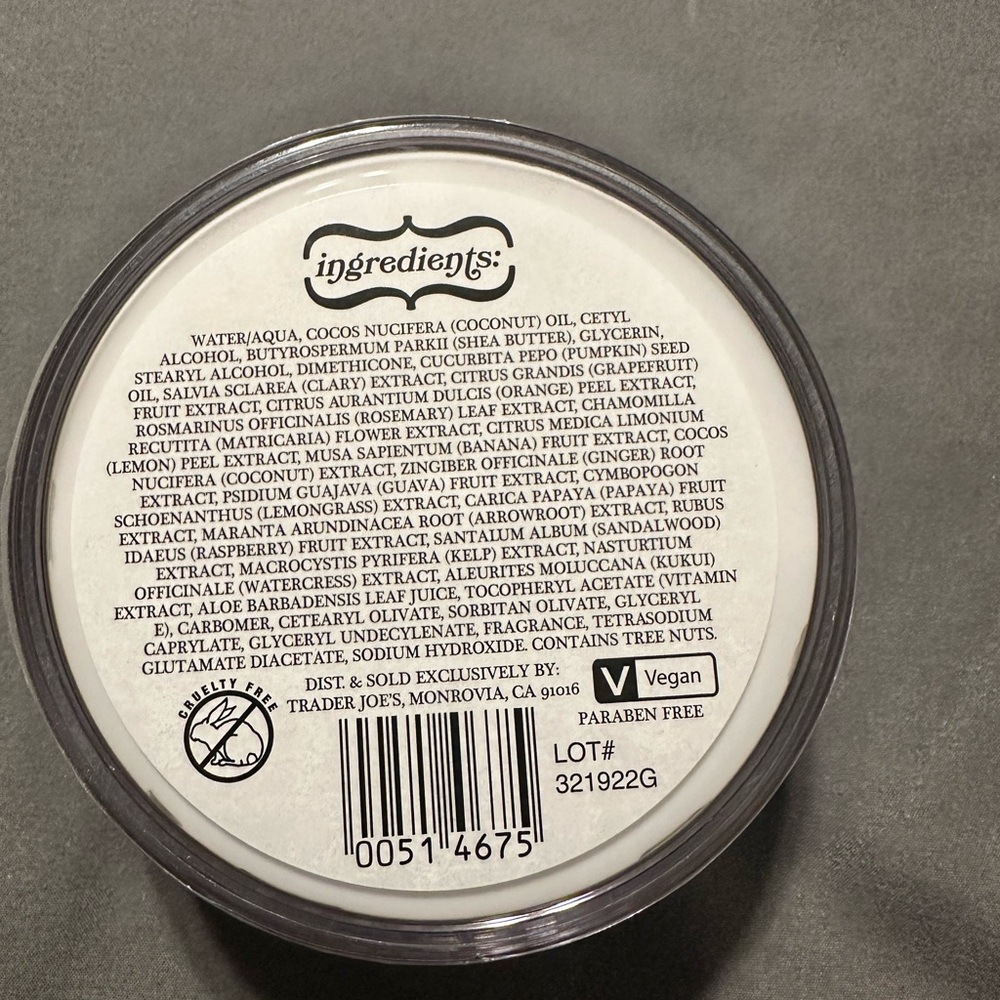 ingredients:
WATER/AQUA, COCOS NUCIFERA (COCONUT) OIL, CETYL
ALCOHOL, BUTYROSPERMUM PARKII (SHEA BUTTER), GLYCERIN,
STEARYL ALCOHOL, DIMETHICONE, CUCURBITA PEPO (PUMPKIN) SEED
OIL, SALVIA SCLAREA (CLARY) EXTRACT, CITRUS GRANDIS (GRAPEFRUIT)
FRUIT EXTRACT, CITRUS AURANTIUM DULCIS (ORANGE) PEEL EXTRACT,
ROSMARINUS OFFICINALIS (ROSEMARY) LEAF EXTRACT, CHAMOMILLA
RECUTITA (MATRICARIA) FLOWER EXTRACT, CITRUS MEDICA LIMONIUM
(LEMON) PEEL EXTRACT, MUSA SAPIENTUM (BANANA) FRUIT EXTRACT, COCOS
NUCIFERA (COCONUT) EXTRACT, ZINGIBER OFFICINALE (GINGER) ROOT
EXTRACT, PSIDIUM GUAJAVA (GUAVA) FRUIT EXTRACT, CYMBOPOGON
SCHOENANTHUS (LEMONGRASS) EXTRACT, CARICA PAPAYA (PAPAYA) FRUIT
EXTRACT, MARANTA ARUNDINACEA ROOT (ARROWROOT) EXTRACT, RUBUS
IDAEUS (RASPBERRY) FRUIT EXTRACT, SANTALUM ALBUM (SANDALWOOD)
EXTRACT, MACROCYSTIS PYRIFERA (KELP) EXTRACT, NASTURTIUM
OFFICINALE (WATERCRESS) EXTRACT, ALEURITES MOLUCCANA (KUKUI)
EXTRACT, ALOE BARBADENSIS LEAF JUICE, TOCOPHERYL ACETATE (VITAMIN
E), CARBOMER, CETEARYL OLIVATE, SORBITAN OLIVATE, GLYCERYL
CAPRYLATE, GLYCERYL UNDECYLENATE, FRAGRANCE, TETRASODIUM
GLUTAMATE DIACETATE, SODIUM HYDROXIDE. CONTAINS TREE NUTS.
DIST. & SOLD EXCLUSIVELY BY:
TRADER JOE'S, MONROVIA, CA 91016
CRUELTY FREE
V Vegan
PARABEN FREE
LOT#
321922G
0051 4675